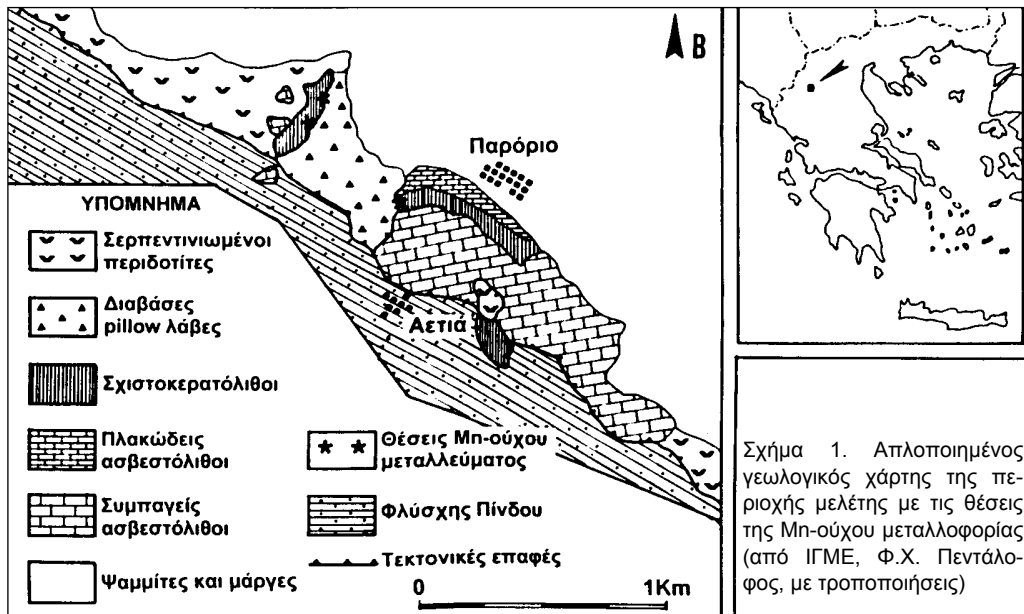 B
Παρόριο
Αετιά
ΥΠΟΜΝΗΜΑ
Σερπεντινιωμένοι
περιδοτίτες
Διαβάσες
pillow λάβες
Σχιστοκερατόλιθοι
Πλακώδεις
ασβεστόλιθοι
Συμπαγείς
ασβεστόλιθοι
Ψαμμίτες και μάργες
Θέσεις Μn-ούχου
μεταλλεύματος
Φλύσχης Πίνδου
Τεκτονικές επαφές
0 1Km
Σχήμα 1. Απλοποιημένος
γεωλογικός χάρτης της πε-
ριοχής μελέτης με τις θέσεις
της Mn-ούχου μεταλλοφορίας
(από ΙΓΜΕ, Φ.Χ. Πεντάλο-
φος, με τροποποιήσεις)